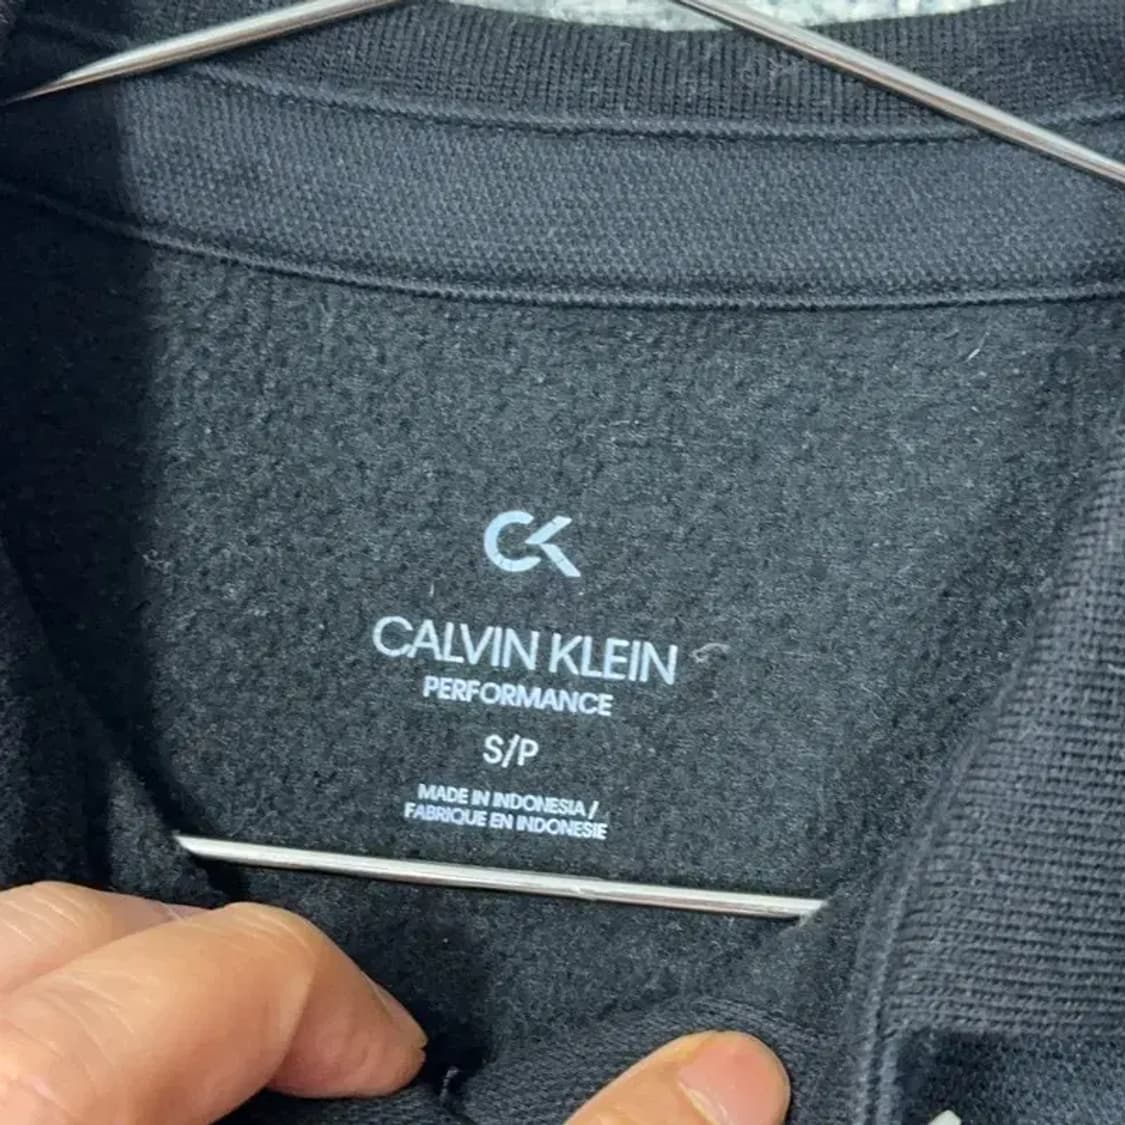 CK
CALVIN KLEIN
PERFORMANCE
S/P
MADE IN INDONESIA /
FABRIQUE EN INDONESIE